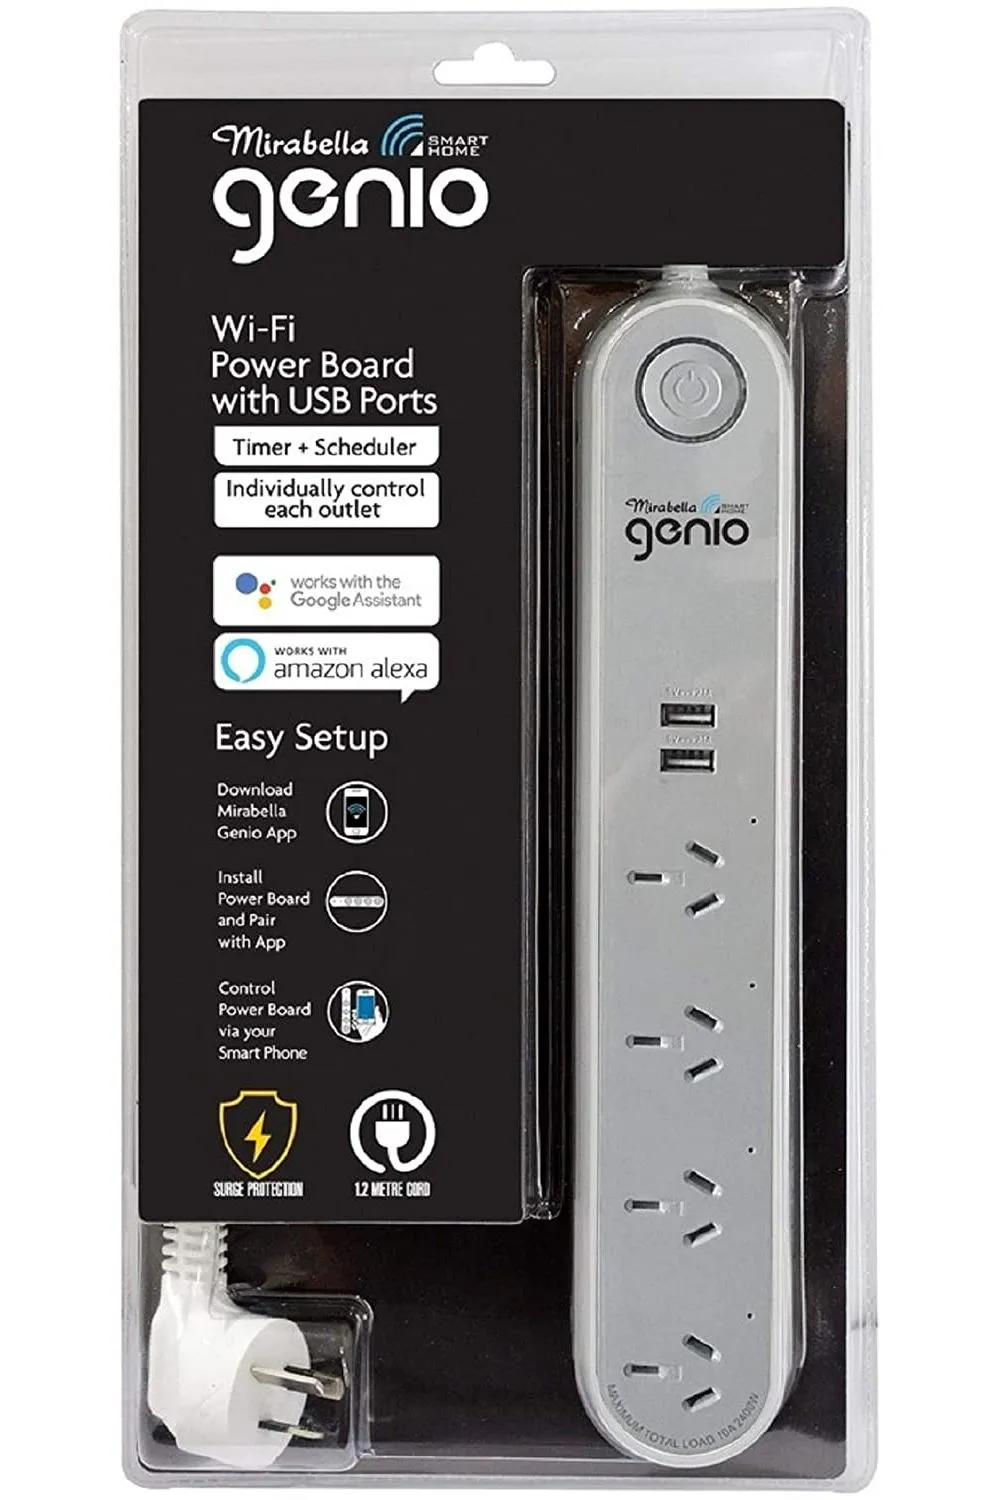 Mirabella SMART HOME
genio
Wi-Fi
Power Board
with USB Ports
Timer + Scheduler
Individually control
each outlet
works with the
Google Assistant
WORKS WITH
amazon alexa
Easy Setup
Download
Mirabella
Genio App
Install
Power Board
and Pair
with App
Control
Power Board
via your
Smart Phone
SURGE PROTECTION
1.2 METRE CORD
Mirabella SMART HOME
genio
MAXIMUM TOTAL LOAD 10A 2400W